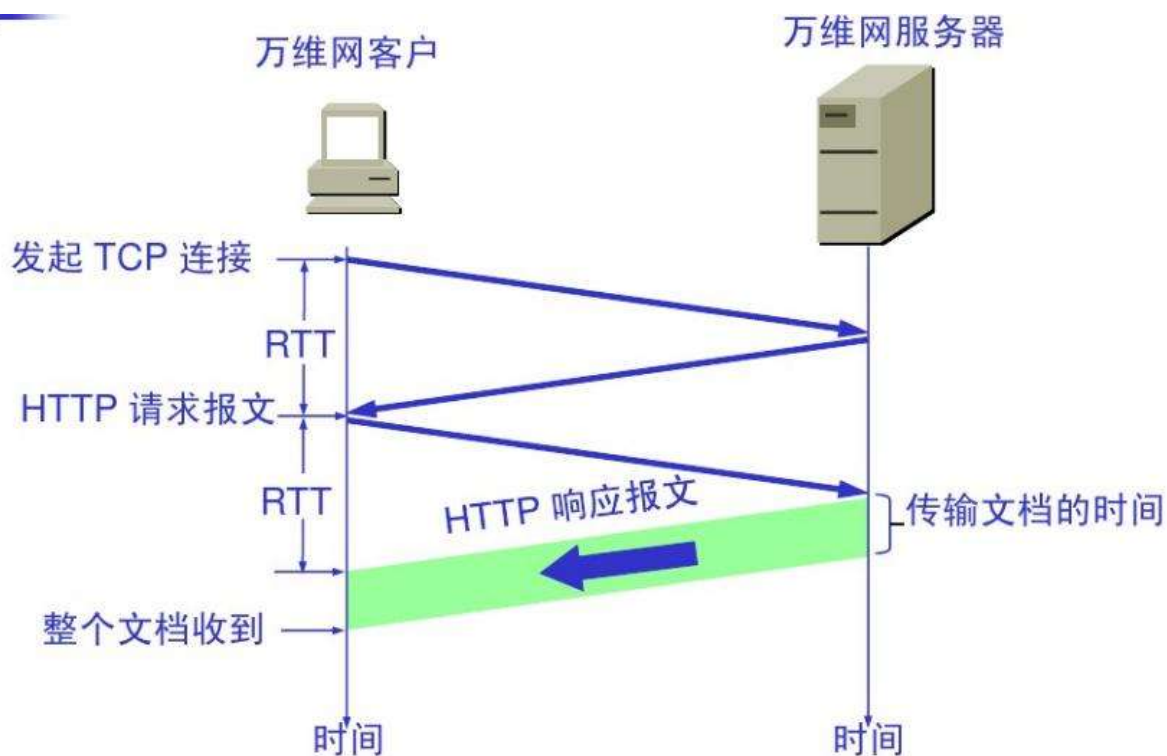 万维网客户
万维网服务器
发起 TCP 连接
RTT
HTTP 请求报文
RTT
HTTP 响应报文
传输文档的时间
整个文档收到
时间
时间